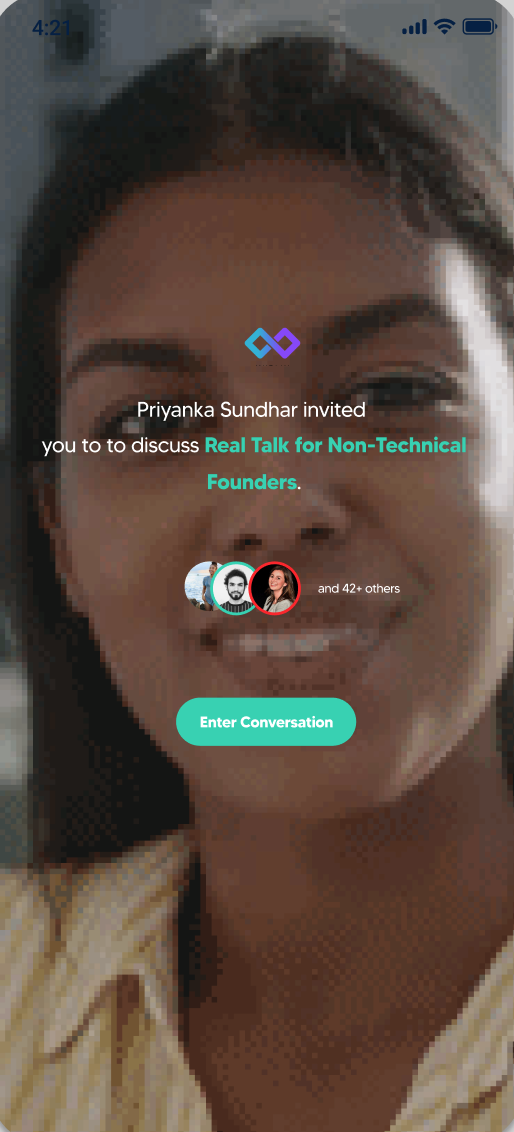 4:21
Priyanka Sundhar invited
you to to discuss Real Talk for Non-Technical
Founders.
and 42+ others
Enter Conversation